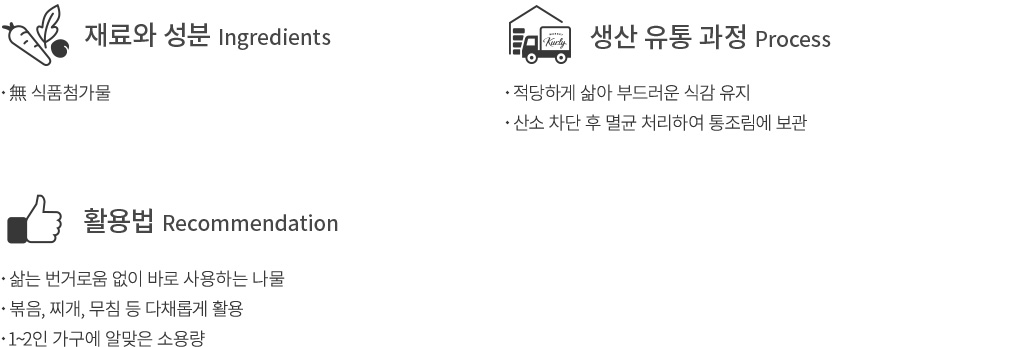 재료와 성분 Ingredients
· 無 식품첨가물
Kurly
생산 유통 과정 Process
· 적당하게 삶아 부드러운 식감 유지
· 산소 차단 후 멸균 처리하여 통조림에 보관
활용법 Recommendation
· 삶는 번거로움 없이 바로 사용하는 나물
· 볶음, 찌개, 무침 등 다채롭게 활용
· 1~2인 가구에 알맞은 소용량